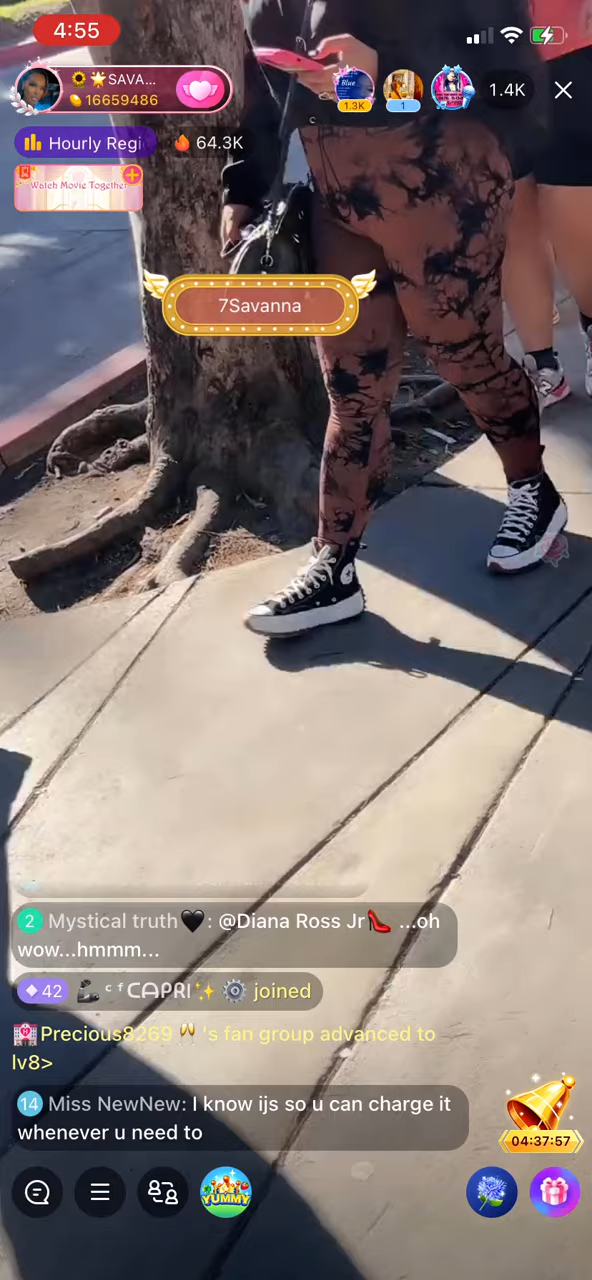 4:55
🌻🌟SAVA...
16659486
Blue
1.3K
1
1.4K
Hourly Regi
🔥 64.3K
Watch Movie Together
7Savanna
2 Mystical truth🖤: @Diana Ross Jr👠 ...oh
wow...hmmm...
42 🦾 ᶜ ᶠ ᑕᗩᑭᖇI✨ ⚙️ joined
🏩Precious8269 🥂 's fan group advanced to
lv8>
14 Miss NewNew: I know ijs so u can charge it
whenever u need to
04:37:57
YUMMY